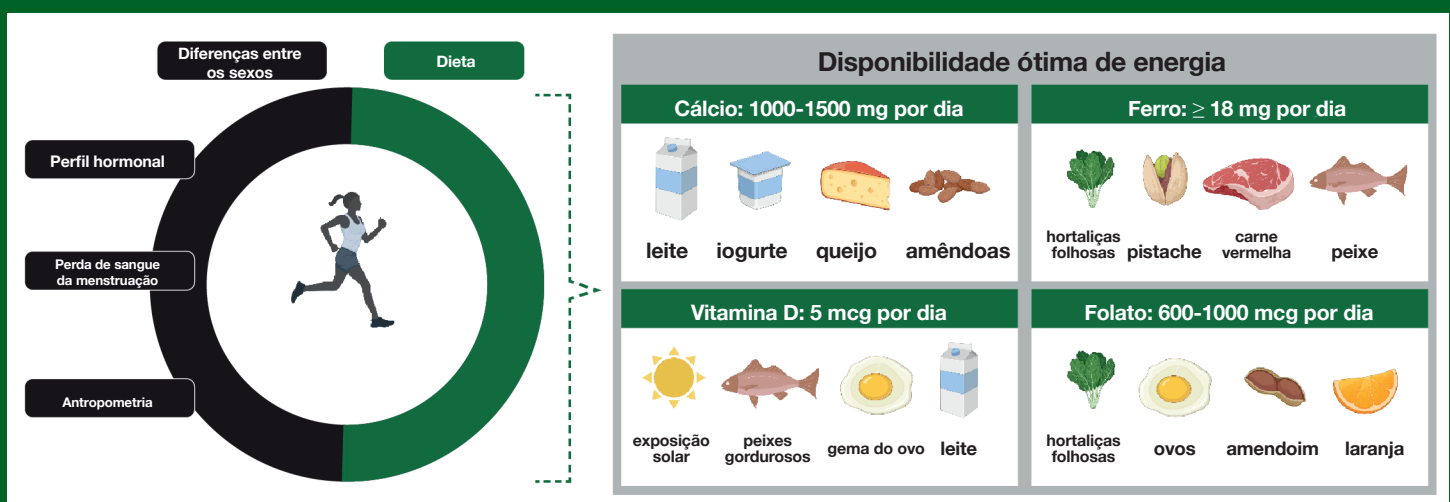 Diferenças entre
os sexos
Dieta
Perfil hormonal
Perda de sangue
da menstruação
Antropometria
Disponibilidade ótima de energia
Cálcio: 1000-1500 mg por dia
leite
iogurte
queijo
amêndoas
Ferro: ≥ 18 mg por dia
hortaliças
folhosas
pistache
carne
vermelha
peixe
Vitamina D: 5 mcg por dia
exposição
solar
peixes
gordurosos
gema do ovo
leite
Folato: 600-1000 mcg por dia
hortaliças
folhosas
ovos
amendoim
laranja